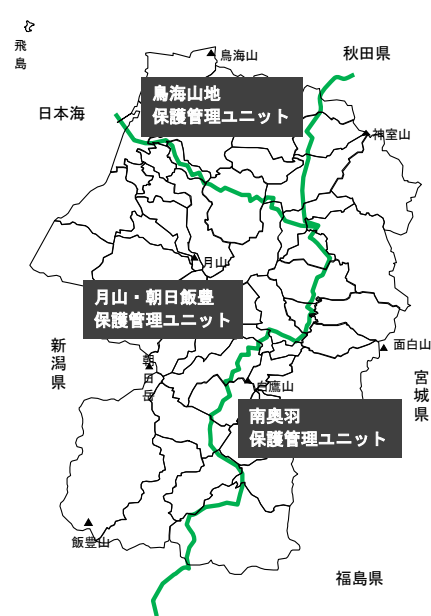 飛島
鳥海山
秋田県
鳥海山地
保護管理ユニット
日本海
神室山
月山
月山・朝日飯豊
保護管理ユニット
新潟県
面白山
朝日岳
白鷹山
宮城県
南奥羽
保護管理ユニット
飯豊山
福島県